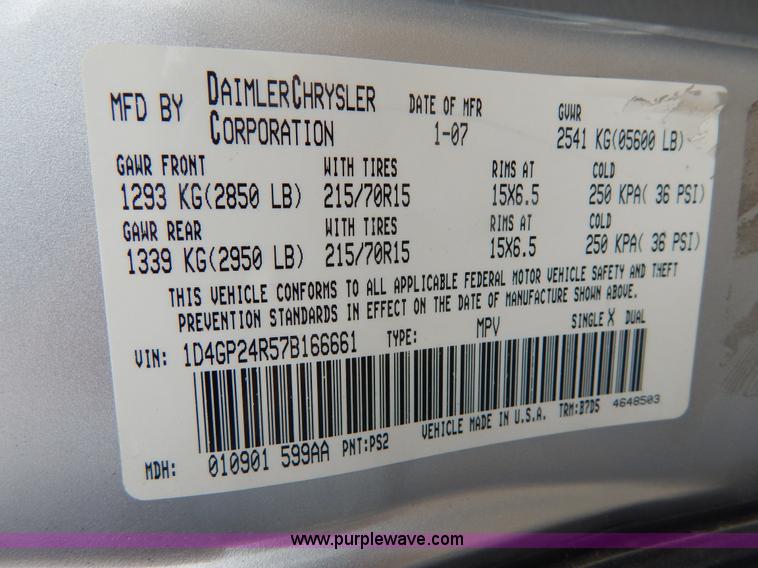 MFD BY DAIMLERCHRYSLER CORPORATION DATE OF MFR 1-07 GVWR 2541 KG(05600 LB)
GAWR FRONT WITH TIRES RIMS AT COLD
1293 KG(2850 LB) 215/70R15 15X6.5 250 KPA( 36 PSI)
GAWR REAR WITH TIRES RIMS AT COLD
1339 KG(2950 LB) 215/70R15 15X6.5 250 KPA( 36 PSI)
THIS VEHICLE CONFORMS TO ALL APPLICABLE FEDERAL MOTOR VEHICLE SAFETY AND THEFT
PREVENTION STANDARDS IN EFFECT ON THE DATE OF MANUFACTURE SHOWN ABOVE.
VIN: 1D4GP24R57B166661 TYPE: MPV SINGLE X DUAL
MDH: 010901 599AA PNT:PS2 VEHICLE MADE IN U.S.A. TRM:B7D5 4648503
www.purplewave.com